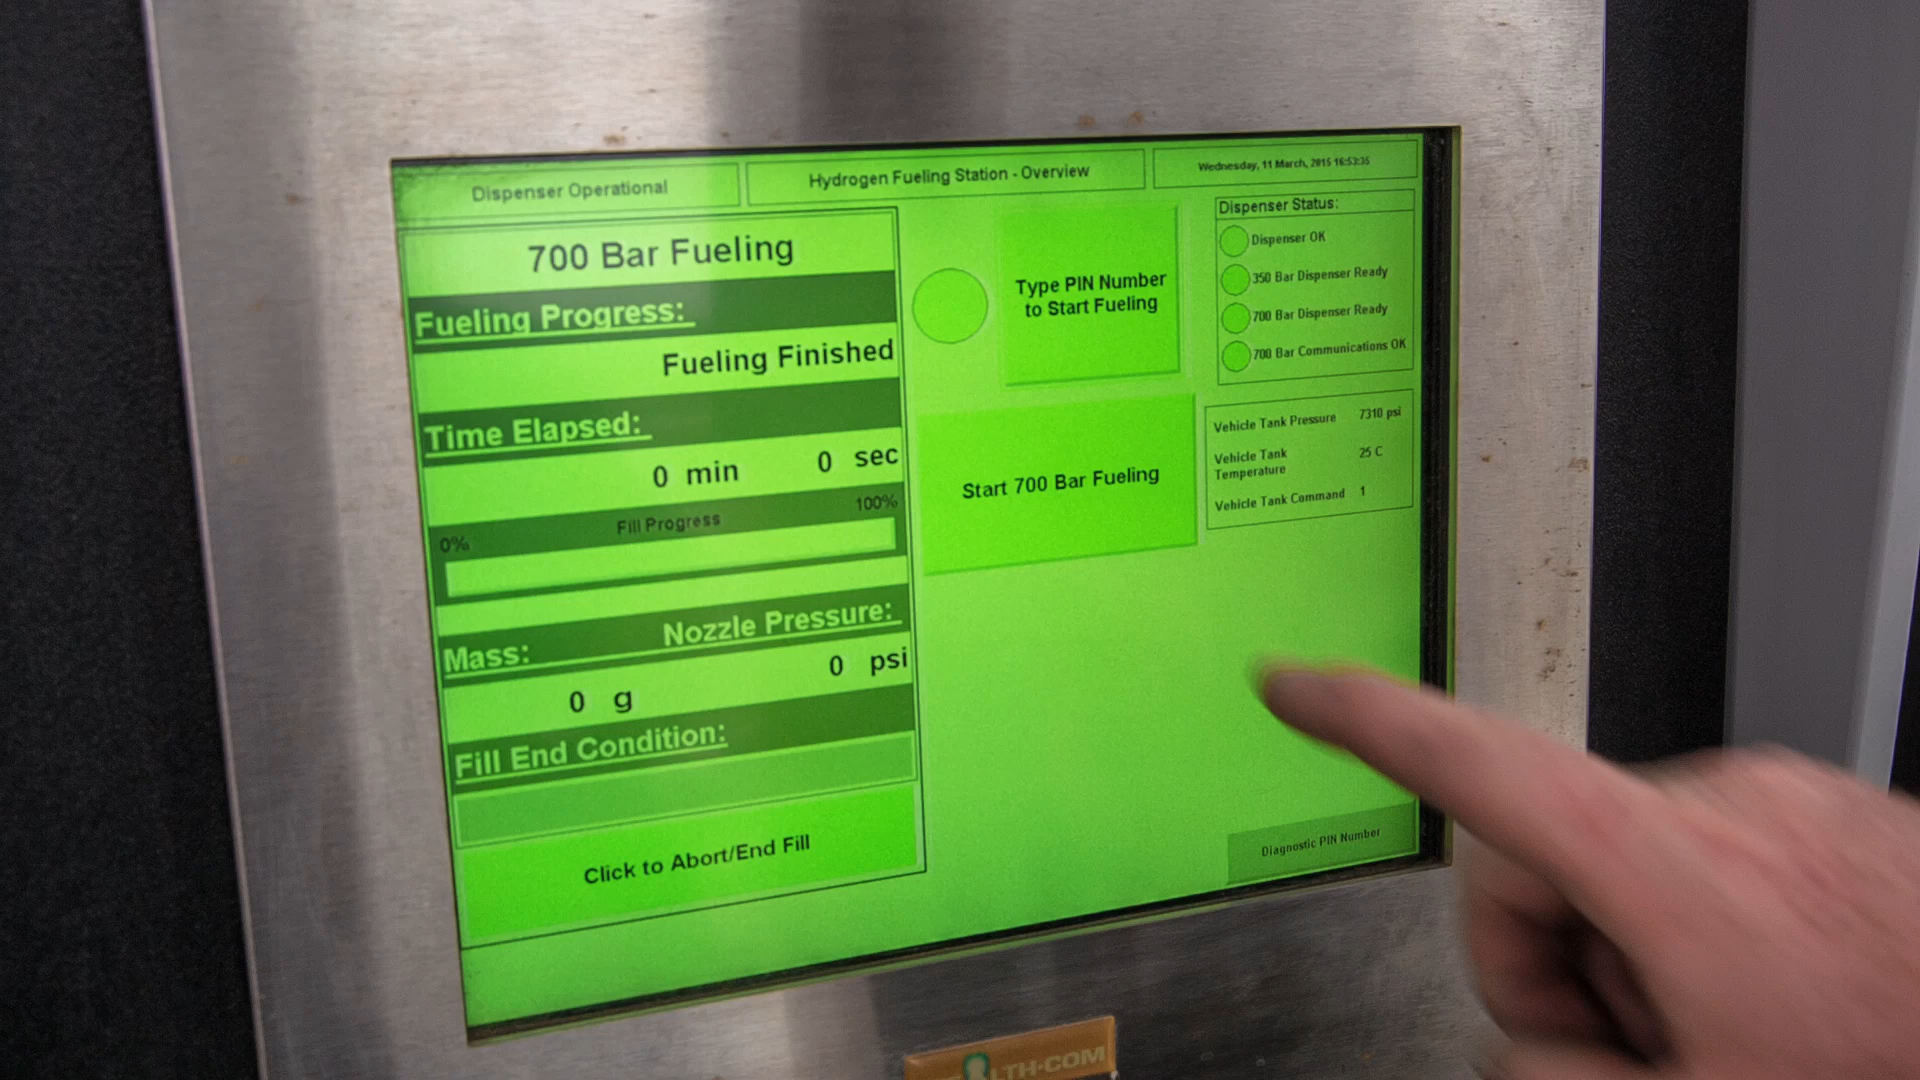 Dispenser Operational
Hydrogen Fueling Station - Overview
Wednesday, 11 March, 2015 16:53:35
700 Bar Fueling
Fueling Progress:
Fueling Finished
Time Elapsed:
0 min 0 sec
0% Fill Progress 100%
Mass: Nozzle Pressure:
0 g 0 psi
Fill End Condition:
Click to Abort/End Fill
Type PIN Number
to Start Fueling
Start 700 Bar Fueling
Dispenser Status:
Dispenser OK
350 Bar Dispenser Ready
700 Bar Dispenser Ready
700 Bar Communications OK
Vehicle Tank Pressure 7310 psi
Vehicle Tank
Temperature 25 C
Vehicle Tank Command 1
Diagnostic PIN Number
LTH·COM